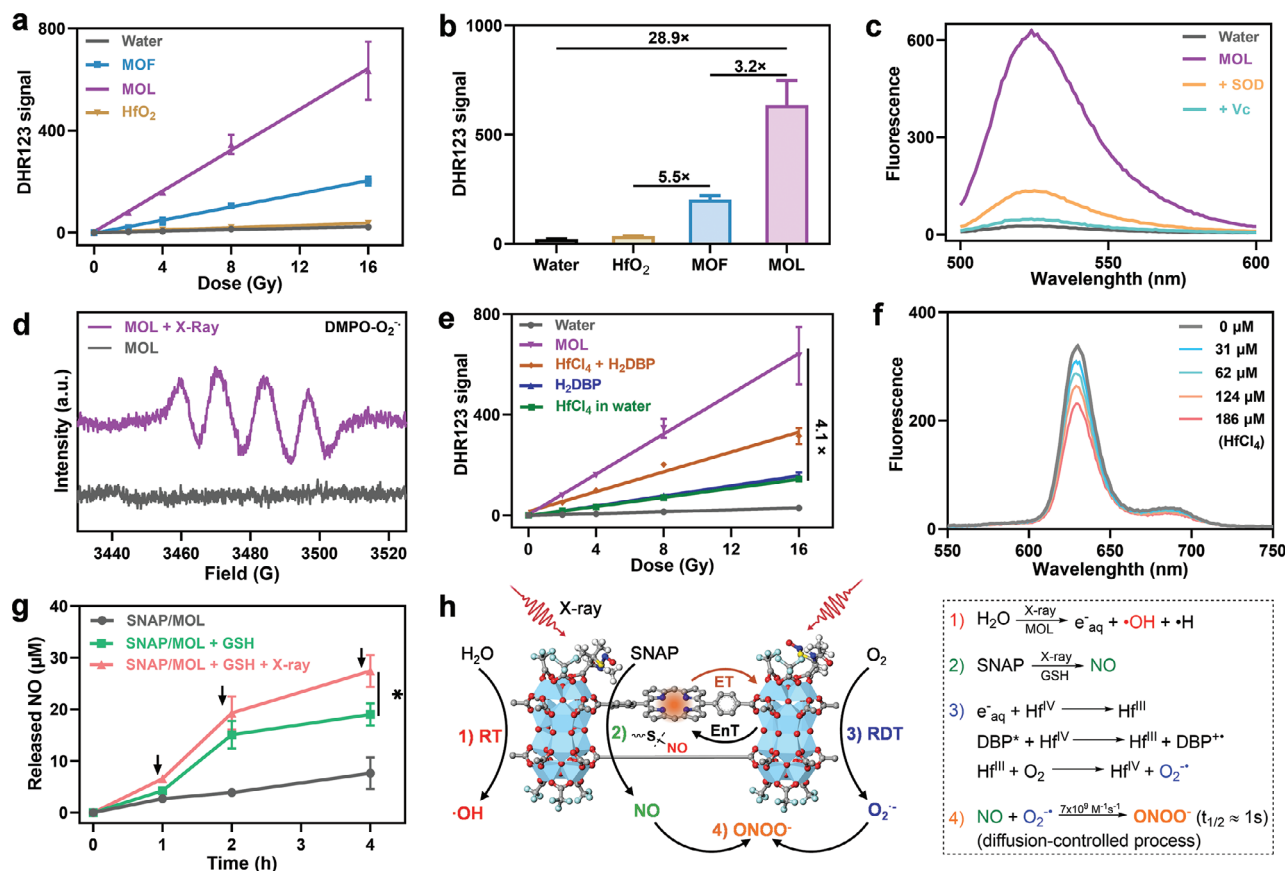 a
DHR123 signal
800
400
0
Water
MOF
MOL
HfO₂
0 4 8 12 16
Dose (Gy)
b
DHR123 signal
1000
500
0
28.9×
3.2×
5.5×
Water HfO₂ MOF MOL
c
Fluorescence
600
400
200
0
Water
MOL
+ SOD
+ Vc
500 550 600
Wavelenghth (nm)
d
Intensity (a.u.)
MOL + X-Ray
MOL
DMPO-O₂⁻·
3440 3460 3480 3500 3520
Field (G)
e
DHR123 signal
800
400
0
Water
MOL
HfCl₄ + H₂DBP
H₂DBP
HfCl₄ in water
4.1 ×
0 4 8 12 16
Dose (Gy)
f
Fluorescence
400
200
0
0 µM
31 µM
62 µM
124 µM
186 µM
(HfCl₄)
550 600 650 700 750
Wavelenghth (nm)
g
Released NO (µM)
40
30
20
10
0
SNAP/MOL
SNAP/MOL + GSH
SNAP/MOL + GSH + X-ray
*
0 1 2 3 4
Time (h)
h
X-ray
H₂O
SNAP
O₂
ET
EnT
1) RT
2)
S
NO
3) RDT
·OH
NO
O₂·⁻
4) ONOO⁻
1) H₂O X-ray MOL e⁻aq + •OH + •H
2) SNAP X-ray GSH NO
3) e⁻aq + Hfᴵⱽ Hfᴵᴵᴵ
DBP* + Hfᴵⱽ Hfᴵᴵᴵ + DBP⁺•
Hfᴵᴵᴵ + O₂ Hfᴵⱽ + O₂⁻•
4) NO + O₂⁻• 7x10⁹ M⁻¹s⁻¹ ONOO⁻ (t₁/₂ ≈ 1s)
(diffusion-controlled process)